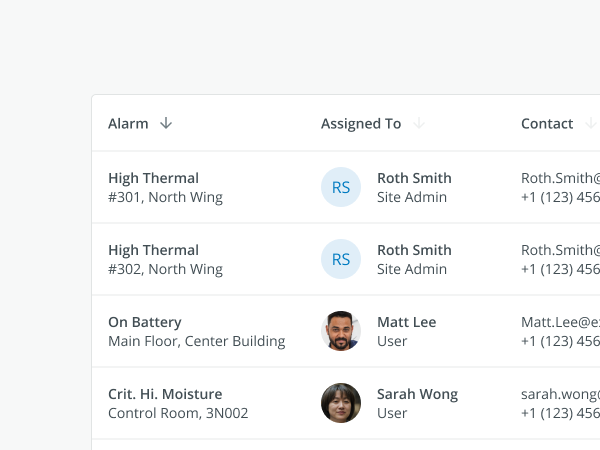 Alarm Assigned To Contact
High Thermal
#301, North Wing
RS
Roth Smith
Site Admin
Roth.Smith@
+1 (123) 456
High Thermal
#302, North Wing
RS
Roth Smith
Site Admin
Roth.Smith@
+1 (123) 456
On Battery
Main Floor, Center Building
Matt Lee
User
Matt.Lee@e
+1 (123) 456
Crit. Hi. Moisture
Control Room, 3N002
Sarah Wong
User
sarah.wong@
+1 (123) 456